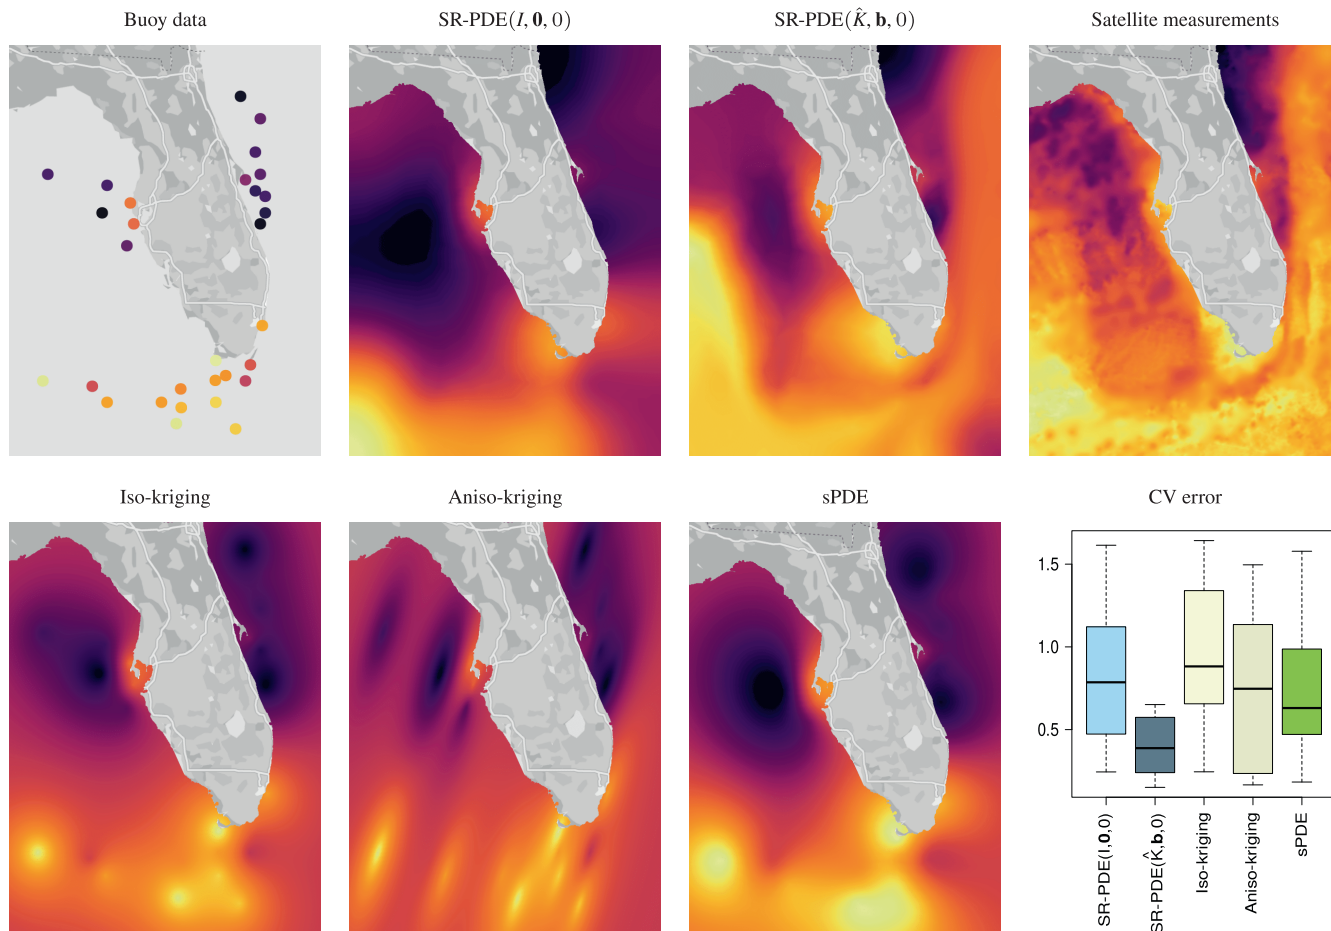 Buoy data
SR-PDE(I, 0, 0)
SR-PDE(K̂, b, 0)
Satellite measurements
Iso-kriging
Aniso-kriging
sPDE
CV error
1.5
1.0
0.5
SR-PDE(I,0,0)
SR-PDE(K̂,b,0)
Iso-kriging
Aniso-kriging
sPDE